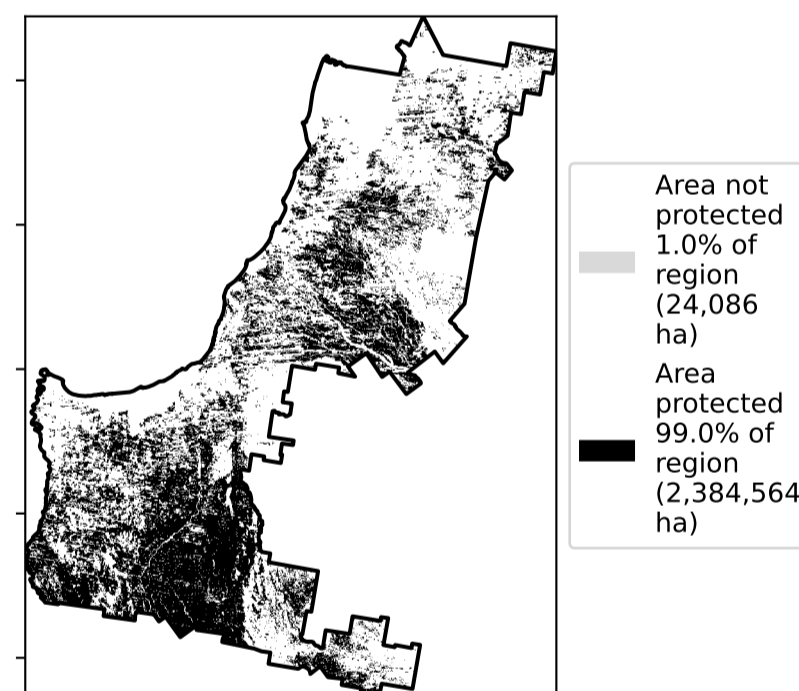 Area not
protected
1.0% of
region
(24,086
ha)
Area
protected
99.0% of
region
(2,384,564
ha)